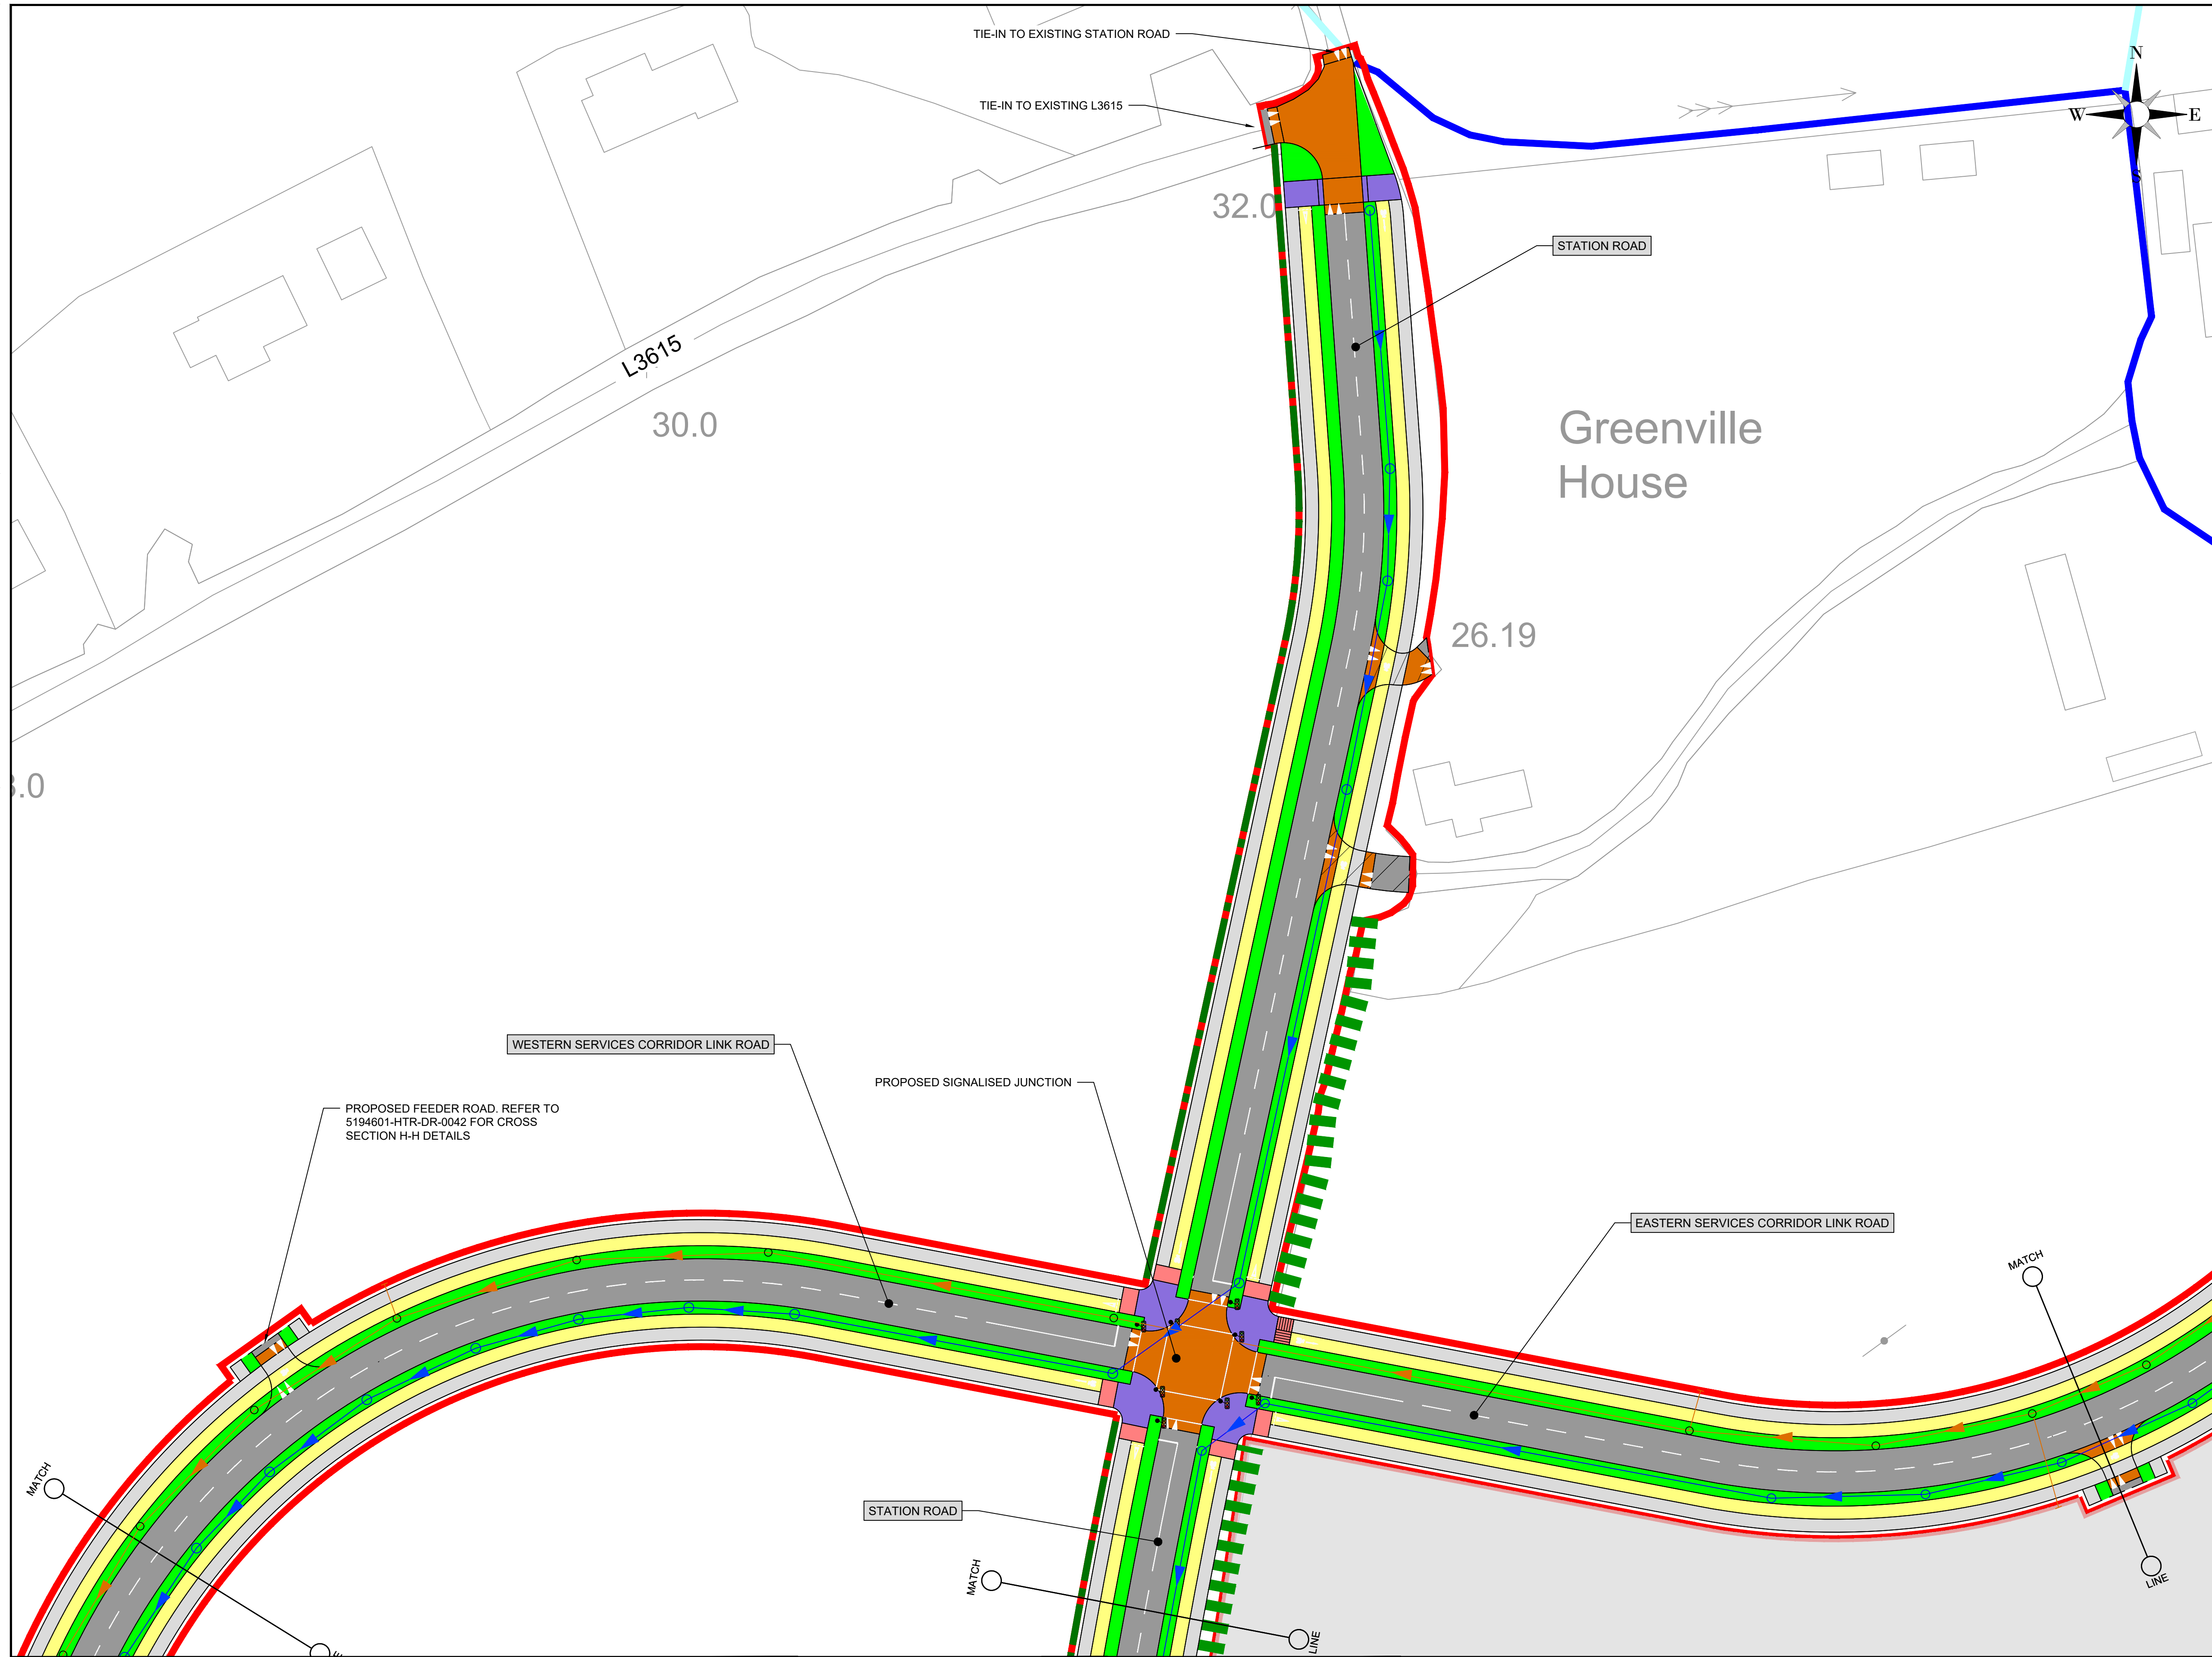 TIE-IN TO EXISTING STATION ROAD
N
W
E
S
TIE-IN TO EXISTING L3615
32.0
STATION ROAD
L3615
30.0
Greenville
House
26.19
.0
WESTERN SERVICES CORRIDOR LINK ROAD
PROPOSED SIGNALISED JUNCTION
PROPOSED FEEDER ROAD. REFER TO
5194601-HTR-DR-0042 FOR CROSS
SECTION H-H DETAILS
EASTERN SERVICES CORRIDOR LINK ROAD
MATCH
MATCH
STATION ROAD
MATCH
LINE
LINE